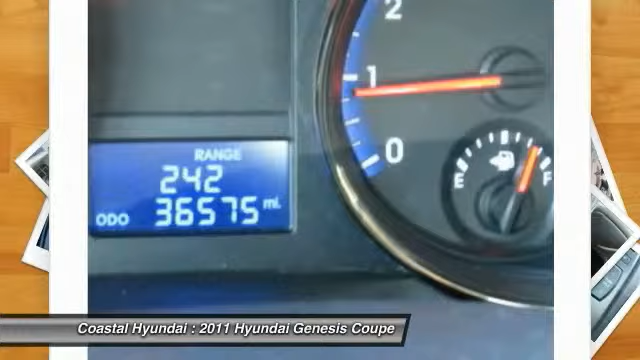 2
1
0
RANGE
242
ODO 36575 mi.
E F
Coastal Hyundai : 2011 Hyundai Genesis Coupe